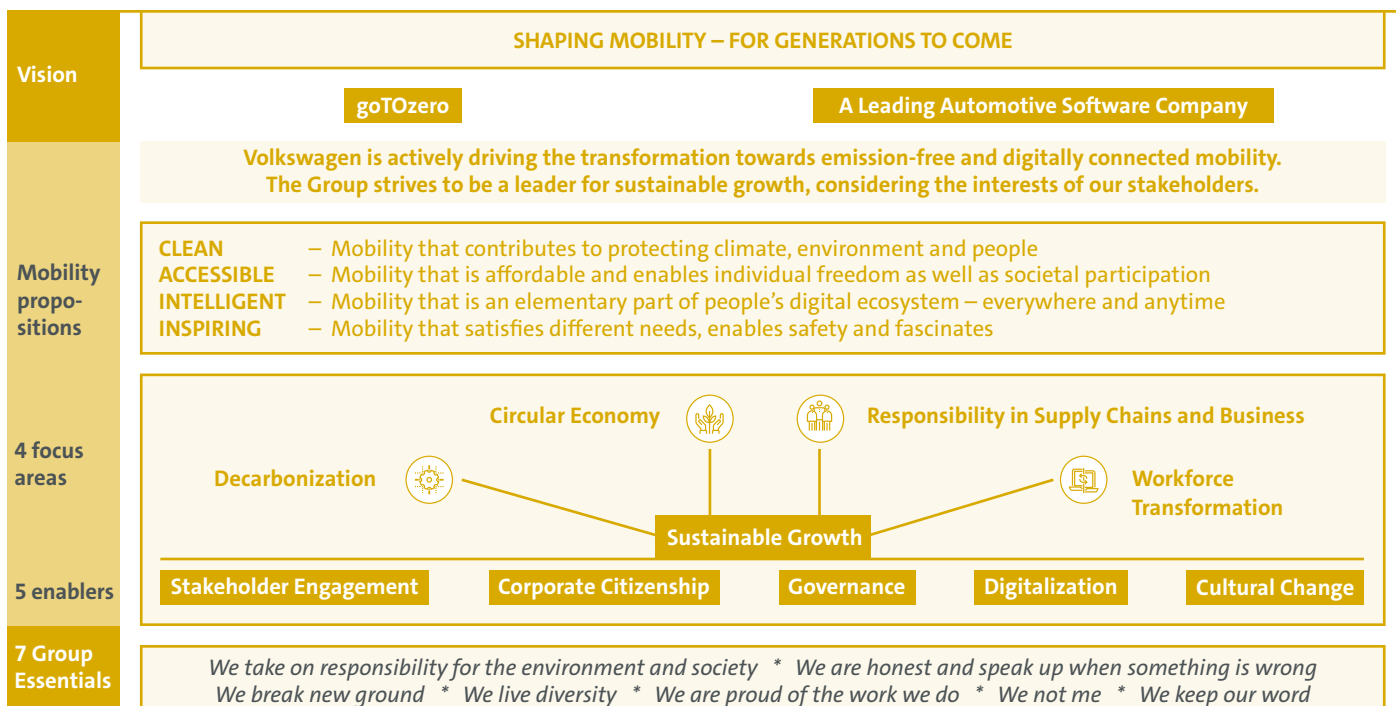 Vision
SHAPING MOBILITY – FOR GENERATIONS TO COME
goTOzero
A Leading Automotive Software Company
Volkswagen is actively driving the transformation towards emission-free and digitally connected mobility.
The Group strives to be a leader for sustainable growth, considering the interests of our stakeholders.
Mobility
propo-
sitions
CLEAN – Mobility that contributes to protecting climate, environment and people
ACCESSIBLE – Mobility that is affordable and enables individual freedom as well as societal participation
INTELLIGENT – Mobility that is an elementary part of people’s digital ecosystem – everywhere and anytime
INSPIRING – Mobility that satisfies different needs, enables safety and fascinates
4 focus
areas
Circular Economy
Responsibility in Supply Chains and Business
Decarbonization
Workforce
Transformation
Sustainable Growth
5 enablers
Stakeholder Engagement
Corporate Citizenship
Governance
Digitalization
Cultural Change
7 Group
Essentials
We take on responsibility for the environment and society * We are honest and speak up when something is wrong
We break new ground * We live diversity * We are proud of the work we do * We not me * We keep our word